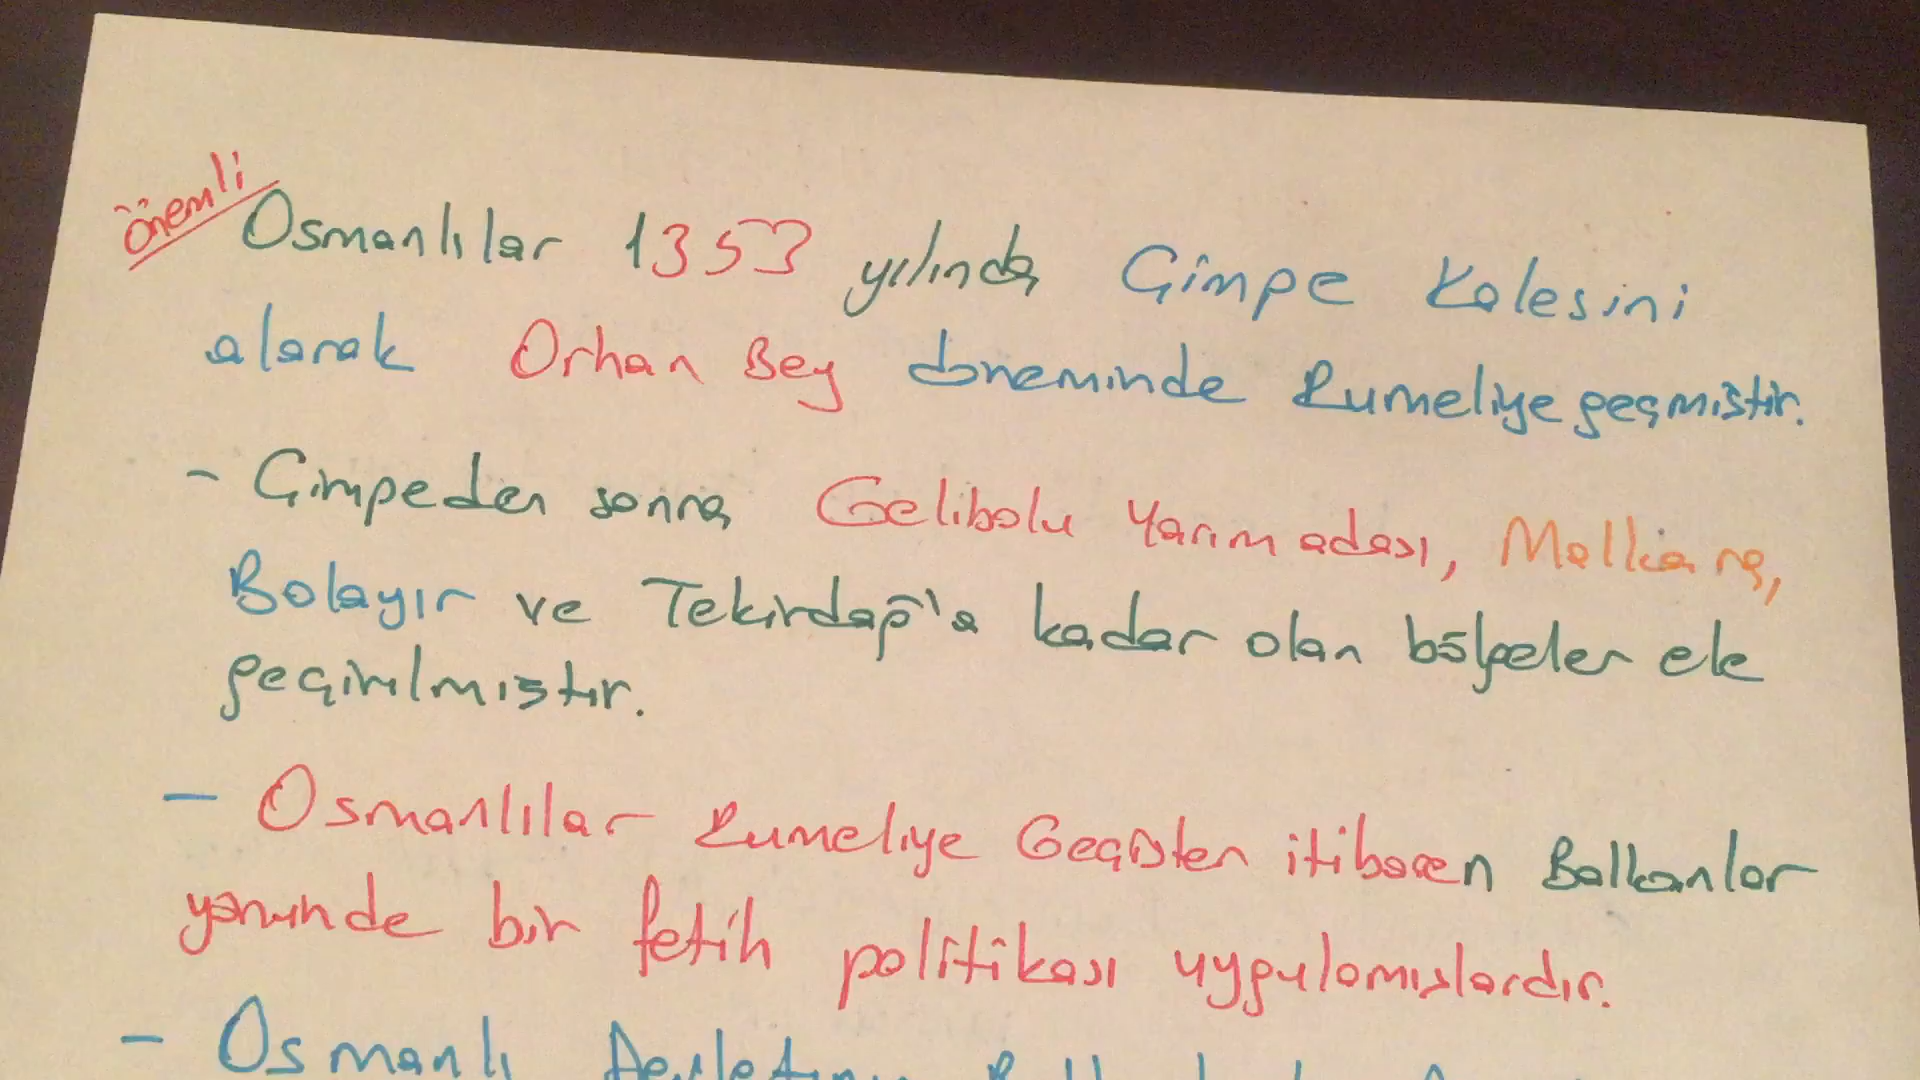 önemli
Osmanlılar 1353 yılında Çimpe Kalesini
alarak Orhan Bey döneminde Rumeliye geçmiştir.
- Çimpeden sonra Gelibolu Yarımadası, Malkara,
Bolayır ve Tekirdağ'a kadar olan bölgeler ele
geçirilmiştir.
- Osmanlılar Rumeliye Geçişten itibaren Balkanlar
yönünde bir fetih politikası uygulamışlardır.
- Osmanlı